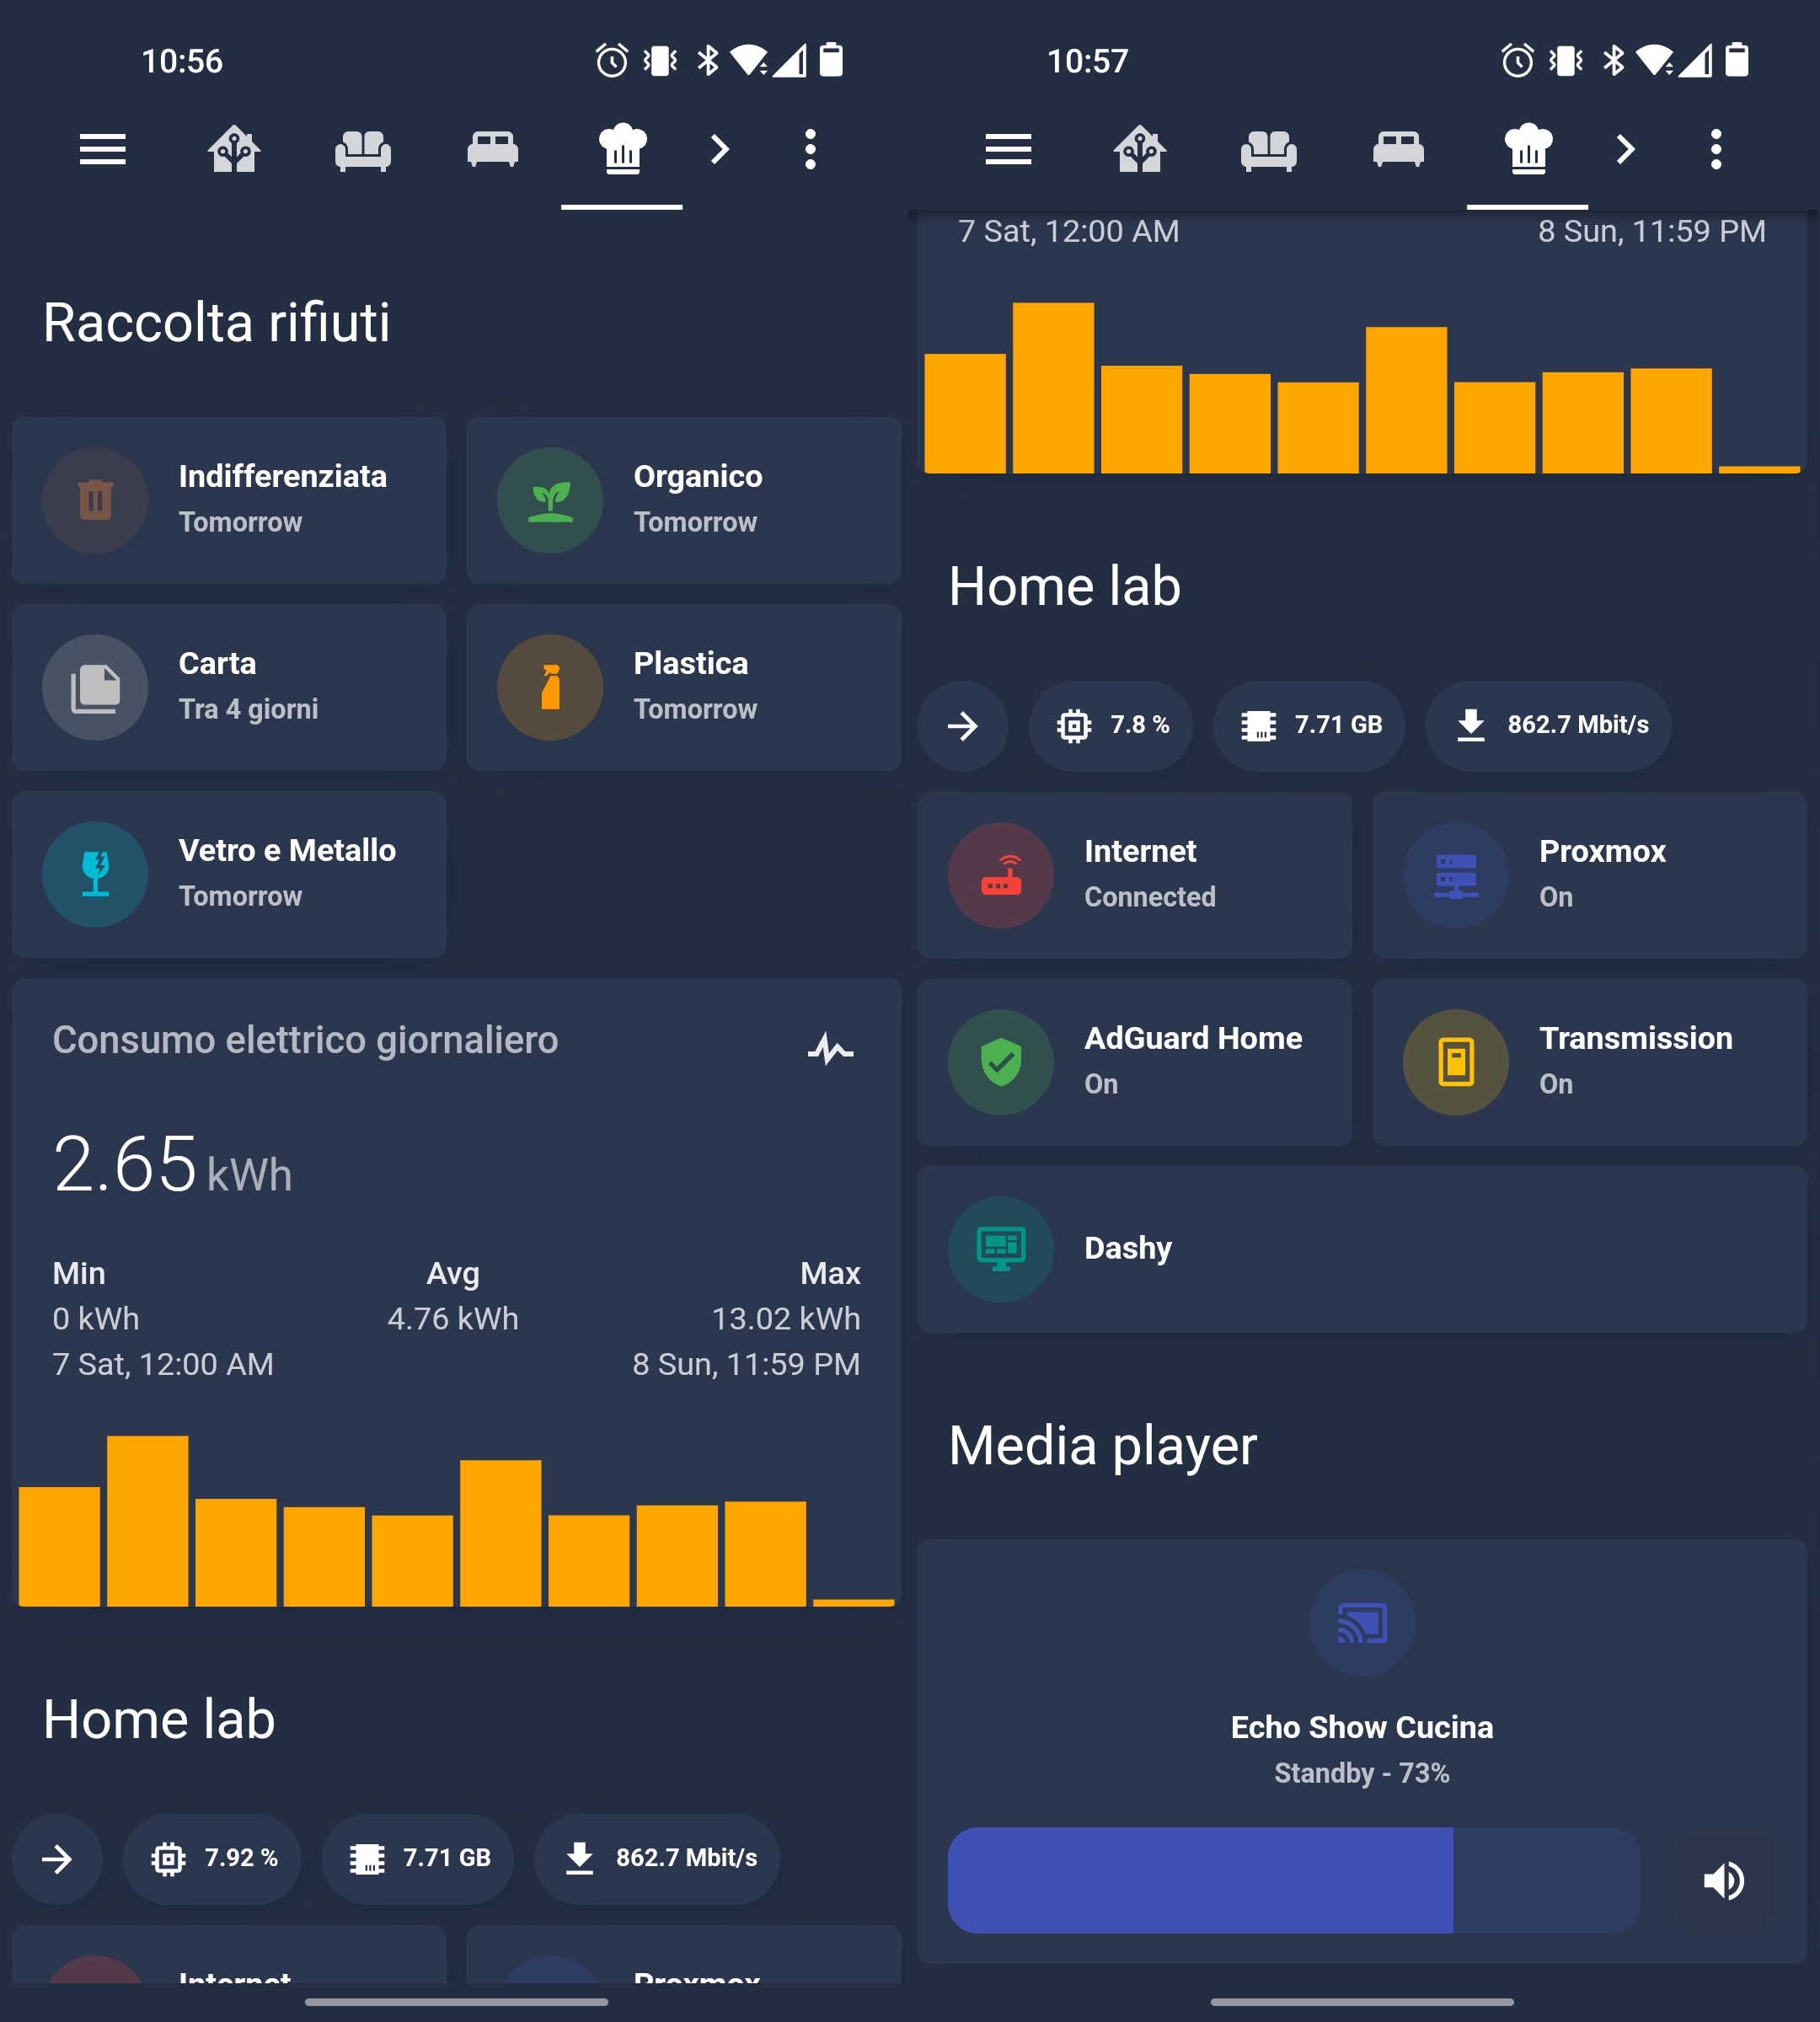 10:56
Raccolta rifiuti
Indifferenziata
Tomorrow
Organico
Tomorrow
Carta
Tra 4 giorni
Plastica
Tomorrow
Vetro e Metallo
Tomorrow
Consumo elettrico giornaliero
2.65 kWh
Min Avg Max
0 kWh 4.76 kWh 13.02 kWh
7 Sat, 12:00 AM 8 Sun, 11:59 PM
Home lab
7.92 % 7.71 GB 862.7 Mbit/s
Internet Proxmox
10:57
7 Sat, 12:00 AM 8 Sun, 11:59 PM
Home lab
7.8 % 7.71 GB 862.7 Mbit/s
Internet
Connected
Proxmox
On
AdGuard Home
On
Transmission
On
Dashy
Media player
Echo Show Cucina
Standby - 73%